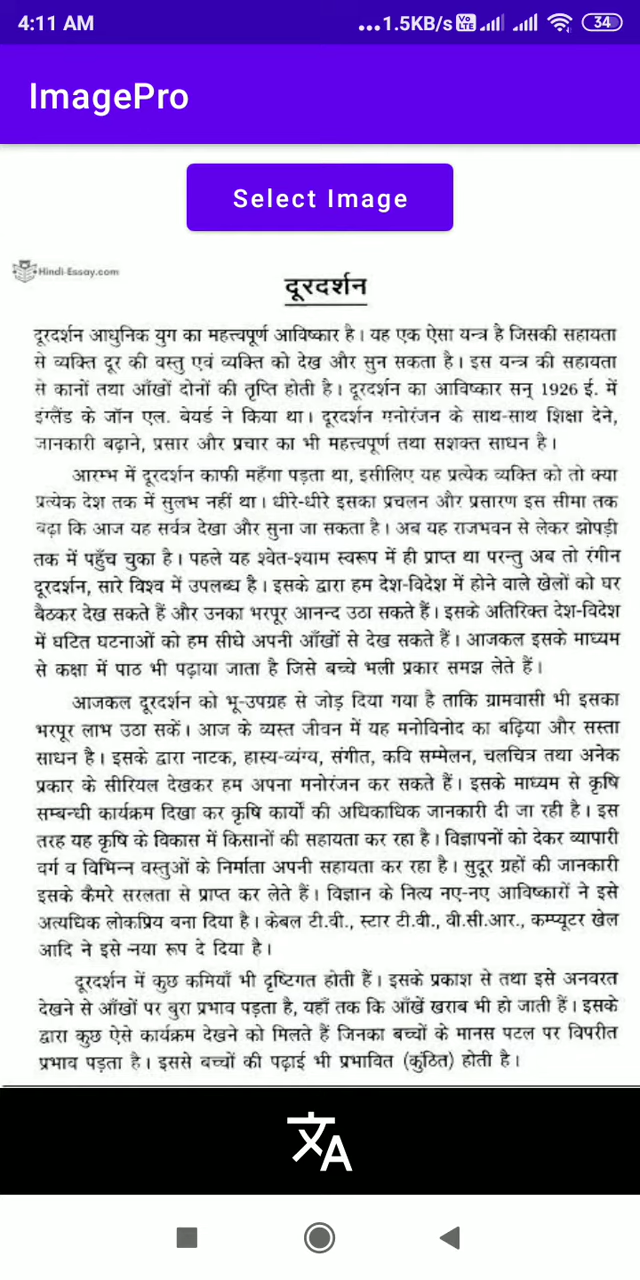 4:11 AM ...1.5KB/s Vo LTE 34
ImagePro
Select Image
Hindi-Essay.com
दूरदर्शन
दूरदर्शन आधुनिक युग का महत्त्वपूर्ण आविष्कार है। यह एक ऐसा यन्त्र है जिसकी सहायता
से व्यक्ति दूर की वस्तु एवं व्यक्ति को देख और सुन सकता है। इस यन्त्र की सहायता
से कानों तथा आँखों दोनों की तृप्ति होती है। दूरदर्शन का आविष्कार सन् 1926 ई. में
इंग्लैंड के जॉन एल. बेयर्ड ने किया था। दूरदर्शन मनोरंजन के साथ-साथ शिक्षा देने,
जानकारी बढ़ाने, प्रसार और प्रचार का भी महत्त्वपूर्ण तथा सशक्त साधन है।
आरम्भ में दूरदर्शन काफी महँगा पड़ता था, इसीलिए यह प्रत्येक व्यक्ति को तो क्या
प्रत्येक देश तक में सुलभ नहीं था। धीरे-धीरे इसका प्रचलन और प्रसारण इस सीमा तक
बढ़ा कि आज यह सर्वत्र देखा और सुना जा सकता है। अब यह राजभवन से लेकर झोपड़ी
तक में पहुँच चुका है। पहले यह श्वेत-श्याम स्वरूप में ही प्राप्त था परन्तु अब तो रंगीन
दूरदर्शन, सारे विश्व में उपलब्ध है। इसके द्वारा हम देश-विदेश में होने वाले खेलों को घर
बैठकर देख सकते हैं और उनका भरपूर आनन्द उठा सकते हैं। इसके अतिरिक्त देश-विदेश
में घटित घटनाओं को हम सीधे अपनी आँखों से देख सकते हैं। आजकल इसके माध्यम
से कक्षा में पाठ भी पढ़ाया जाता है जिसे बच्चे भली प्रकार समझ लेते हैं।
आजकल दूरदर्शन को भू-उपग्रह से जोड़ दिया गया है ताकि ग्रामवासी भी इसका
भरपूर लाभ उठा सकें। आज के व्यस्त जीवन में यह मनोविनोद का बढ़िया और सस्ता
साधन है। इसके द्वारा नाटक, हास्य-व्यंग्य, संगीत, कवि सम्मेलन, चलचित्र तथा अनेक
प्रकार के सीरियल देखकर हम अपना मनोरंजन कर सकते हैं। इसके माध्यम से कृषि
सम्बन्धी कार्यक्रम दिखा कर कृषि कार्यों की अधिकाधिक जानकारी दी जा रही है। इस
तरह यह कृषि के विकास में किसानों की सहायता कर रहा है। विज्ञापनों को देकर व्यापारी
वर्ग व विभिन्न वस्तुओं के निर्माता अपनी सहायता कर रहा है। सुदूर ग्रहों की जानकारी
इसके कैमरे सरलता से प्राप्त कर लेते हैं। विज्ञान के नित्य नए-नए आविष्कारों ने इसे
अत्यधिक लोकप्रिय बना दिया है। केबल टी.वी., स्टार टी.वी., वी.सी.आर., कम्प्यूटर खेल
आदि ने इसे नया रूप दे दिया है।
दूरदर्शन में कुछ कमियाँ भी दृष्टिगत होती हैं। इसके प्रकाश से तथा इसे अनवरत
देखने से आँखों पर बुरा प्रभाव पड़ता है, यहाँ तक कि आँखें खराब भी हो जाती हैं। इसके
द्वारा कुछ ऐसे कार्यक्रम देखने को मिलते हैं जिनका बच्चों के मानस पटल पर विपरीत
प्रभाव पड़ता है। इससे बच्चों की पढ़ाई भी प्रभावित (कुंठित) होती है।